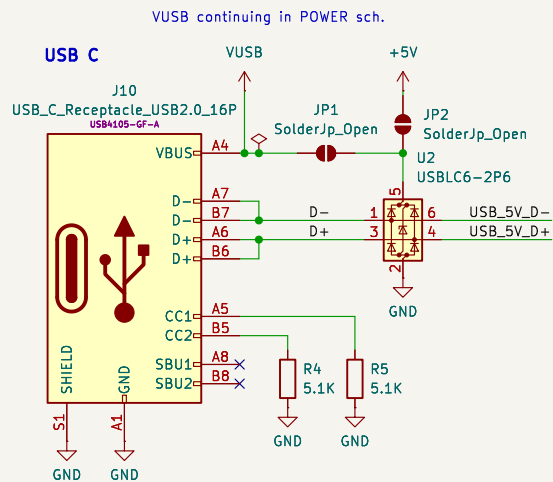 VUSB continuing in POWER sch.
USB C
VUSB
+5V
J10
USB_C_Receptacle_USB2.0_16P
USB4105-GF-A
JP1
SolderJp_Open
JP2
SolderJp_Open
U2
USBLC6-2P6
VBUS
A4
D-
A7
D-
B7
D+
A6
D+
B6
D-
D+
1
3
5
2
6
4
USB_5V_D-
USB_5V_D+
GND
CC1
A5
CC2
B5
SBU1
A8
SBU2
B8
R4
5.1K
R5
5.1K
GND
GND
SHIELD
GND
S1
A1
GND
GND